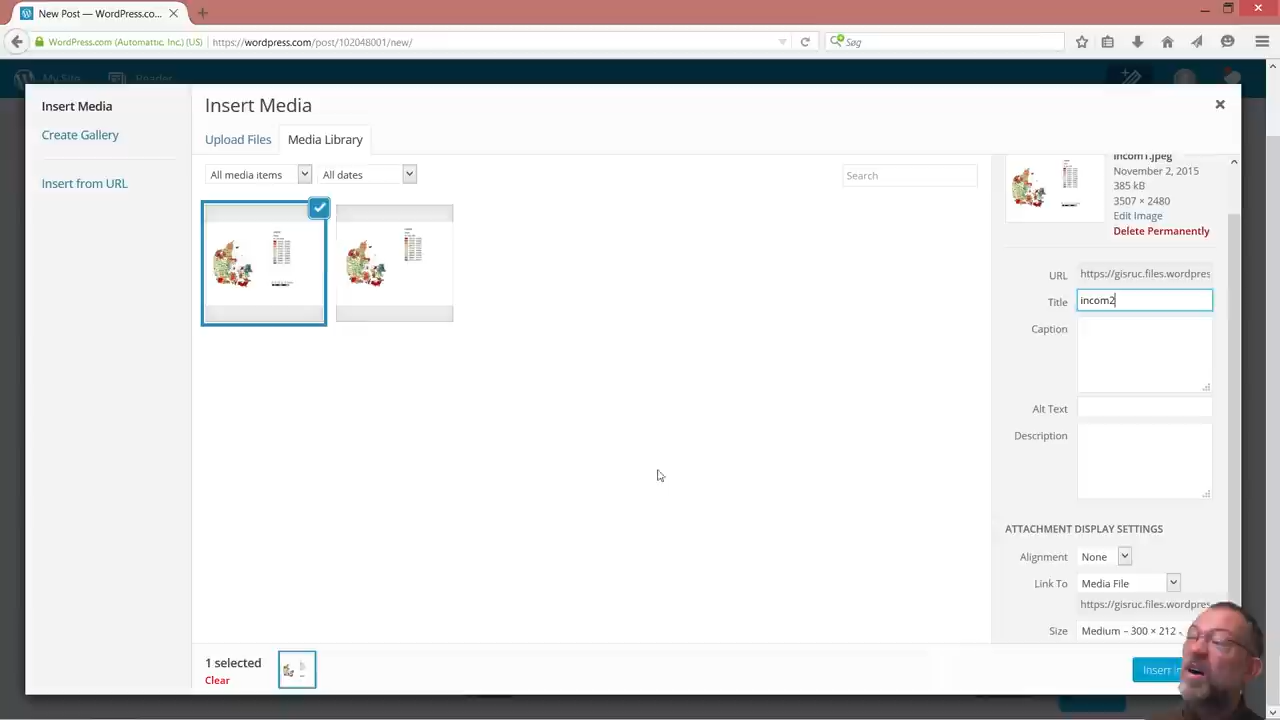 New Post — WordPress.co...
WordPress.com (Automattic, Inc.) (US)
https://wordpress.com/post/102048001/new/
Søg
My Site
Reader
Insert Media
Create Gallery
Insert from URL
Insert Media
Upload Files
Media Library
All media items
All dates
Search
incom1.jpeg
November 2, 2015
385 kB
3507 × 2480
Edit Image
Delete Permanently
URL
https://gisruc.files.wordpres
Title
incom2
Caption
Alt Text
Description
ATTACHMENT DISPLAY SETTINGS
Alignment
None
Link To
Media File
https://gisruc.files.wordpres
Size
Medium – 300 × 212
1 selected
Clear
Insert